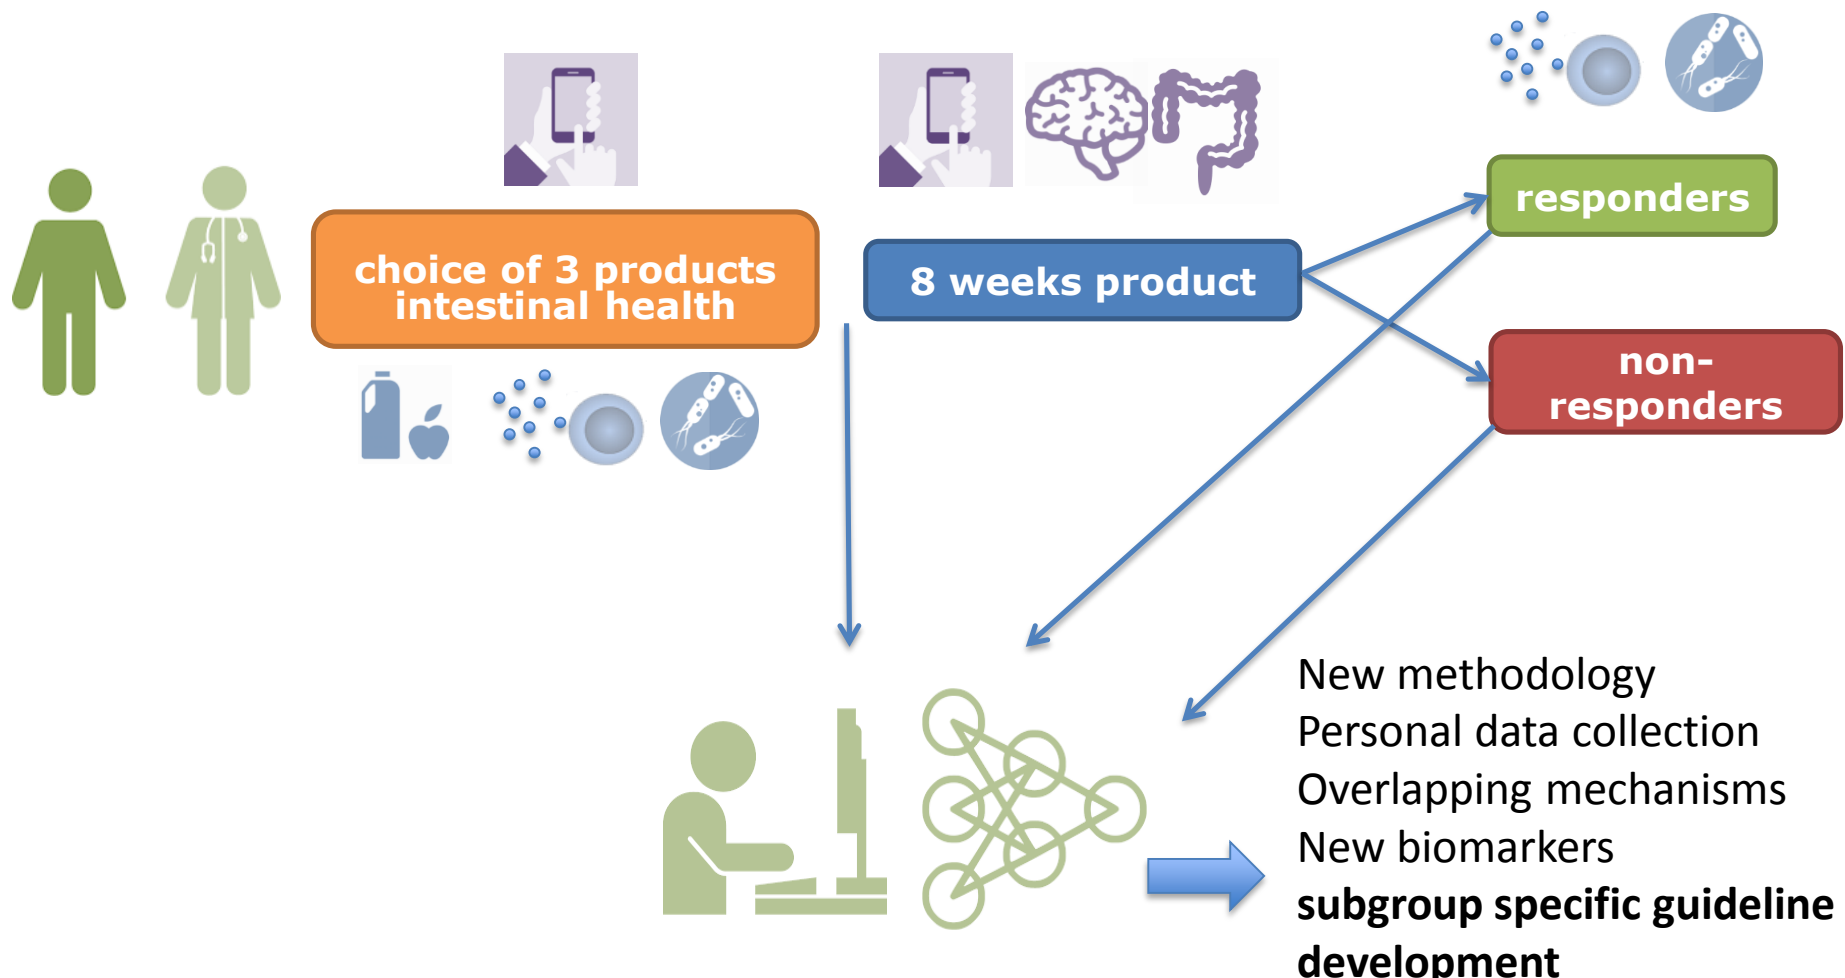 choice of 3 products
intestinal health
8 weeks product
responders
non-
responders
New methodology
Personal data collection
Overlapping mechanisms
New biomarkers
subgroup specific guideline
development